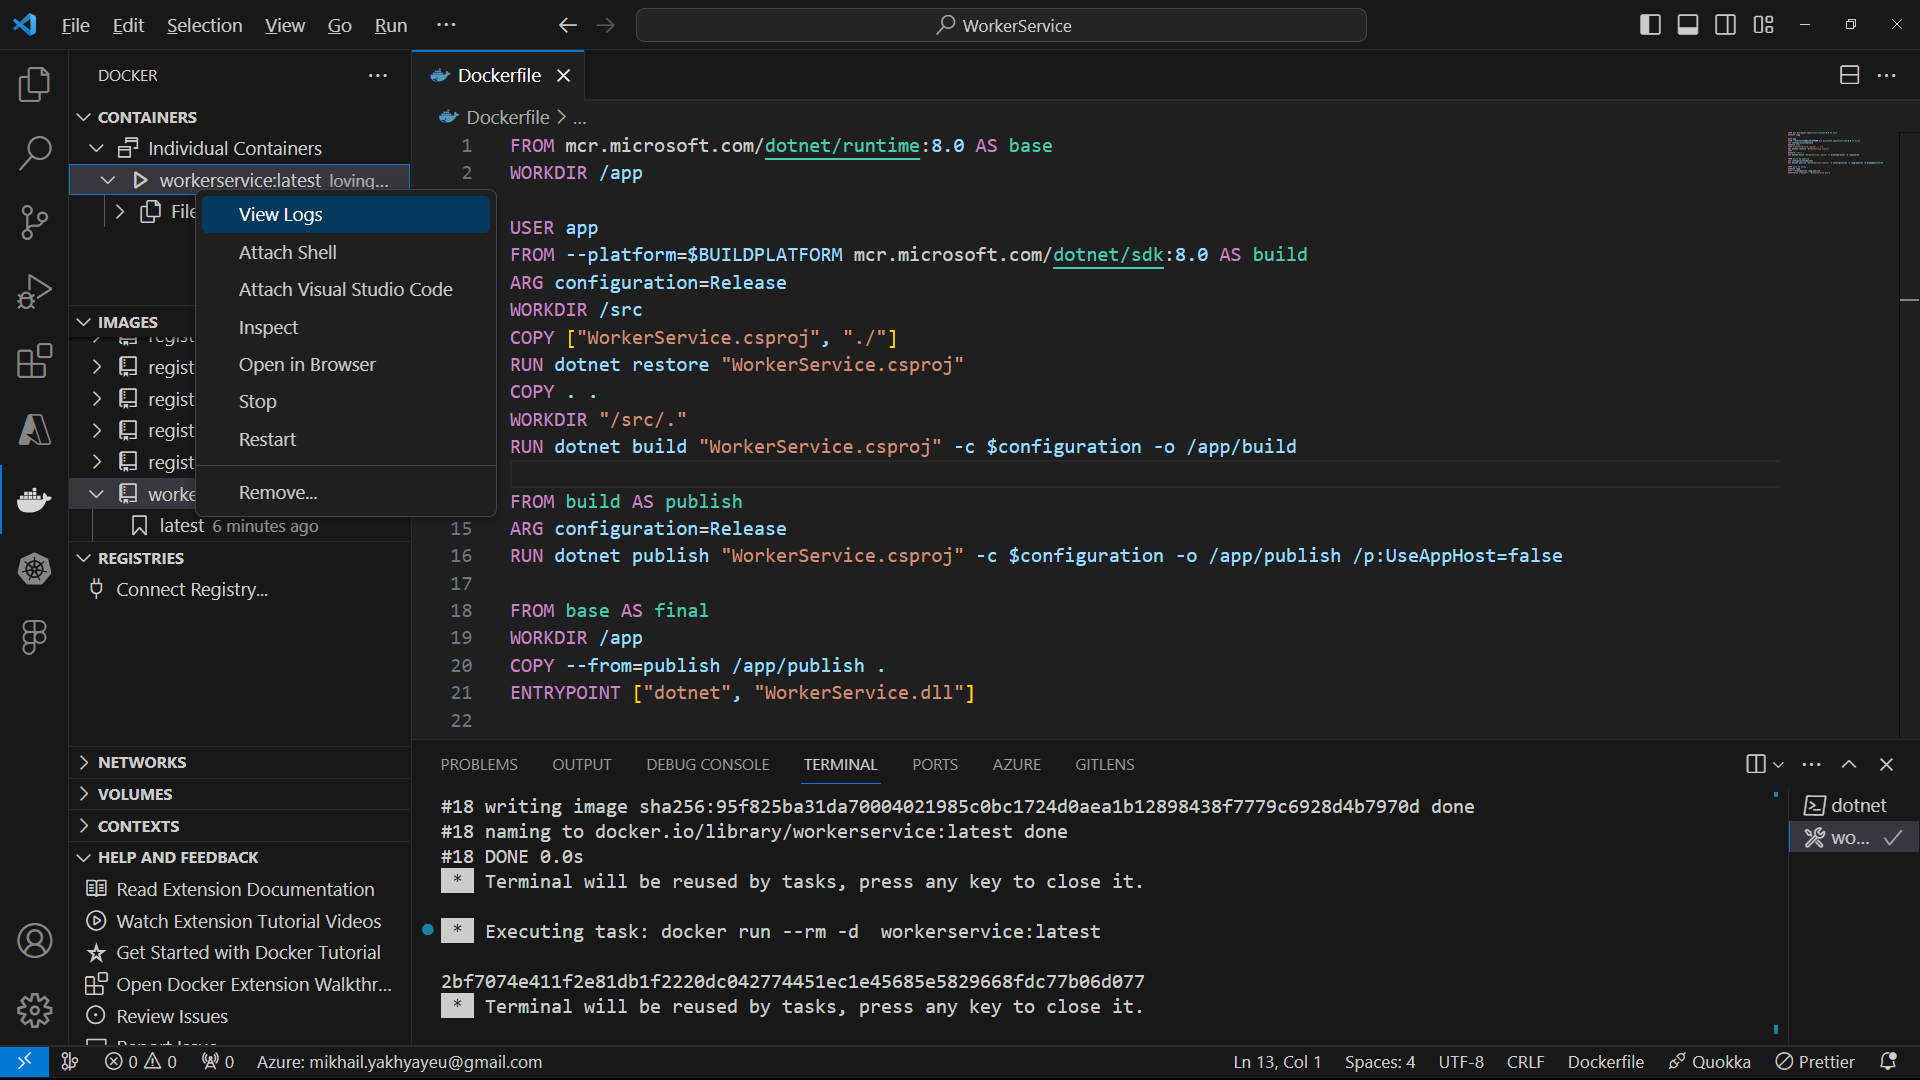 File Edit Selection View Go Run ···
WorkerService
DOCKER
CONTAINERS
Individual Containers
workerservice:latest loving...
View Logs
Attach Shell
Attach Visual Studio Code
Inspect
Open in Browser
Stop
Restart
Remove...
IMAGES
regist
regist
regist
regist
worke
latest 6 minutes ago
REGISTRIES
Connect Registry...
NETWORKS
VOLUMES
CONTEXTS
HELP AND FEEDBACK
Read Extension Documentation
Watch Extension Tutorial Videos
Get Started with Docker Tutorial
Open Docker Extension Walkthr...
Review Issues
Dockerfile
Dockerfile > ...
1 FROM mcr.microsoft.com/dotnet/runtime:8.0 AS base
2 WORKDIR /app
USER app
FROM --platform=$BUILDPLATFORM mcr.microsoft.com/dotnet/sdk:8.0 AS build
ARG configuration=Release
WORKDIR /src
COPY ["WorkerService.csproj", "./"]
RUN dotnet restore "WorkerService.csproj"
COPY . .
WORKDIR "/src/."
RUN dotnet build "WorkerService.csproj" -c $configuration -o /app/build
FROM build AS publish
15 ARG configuration=Release
16 RUN dotnet publish "WorkerService.csproj" -c $configuration -o /app/publish /p:UseAppHost=false
17
18 FROM base AS final
19 WORKDIR /app
20 COPY --from=publish /app/publish .
21 ENTRYPOINT ["dotnet", "WorkerService.dll"]
22
PROBLEMS OUTPUT DEBUG CONSOLE TERMINAL PORTS AZURE GITLENS
#18 writing image sha256:95f825ba31da70004021985c0bc1724d0aea1b12898438f7779c6928d4b7970d done
#18 naming to docker.io/library/workerservice:latest done
#18 DONE 0.0s
* Terminal will be reused by tasks, press any key to close it.
* Executing task: docker run --rm -d  workerservice:latest
2bf7074e411f2e81db1f2220dc042774451ec1e45685e5829668fdc77b06d077
* Terminal will be reused by tasks, press any key to close it.
dotnet
wo...
0 0 0 Azure: mikhail.yakhyayeu@gmail.com Ln 13, Col 1 Spaces: 4 UTF-8 CRLF Dockerfile Quokka Prettier